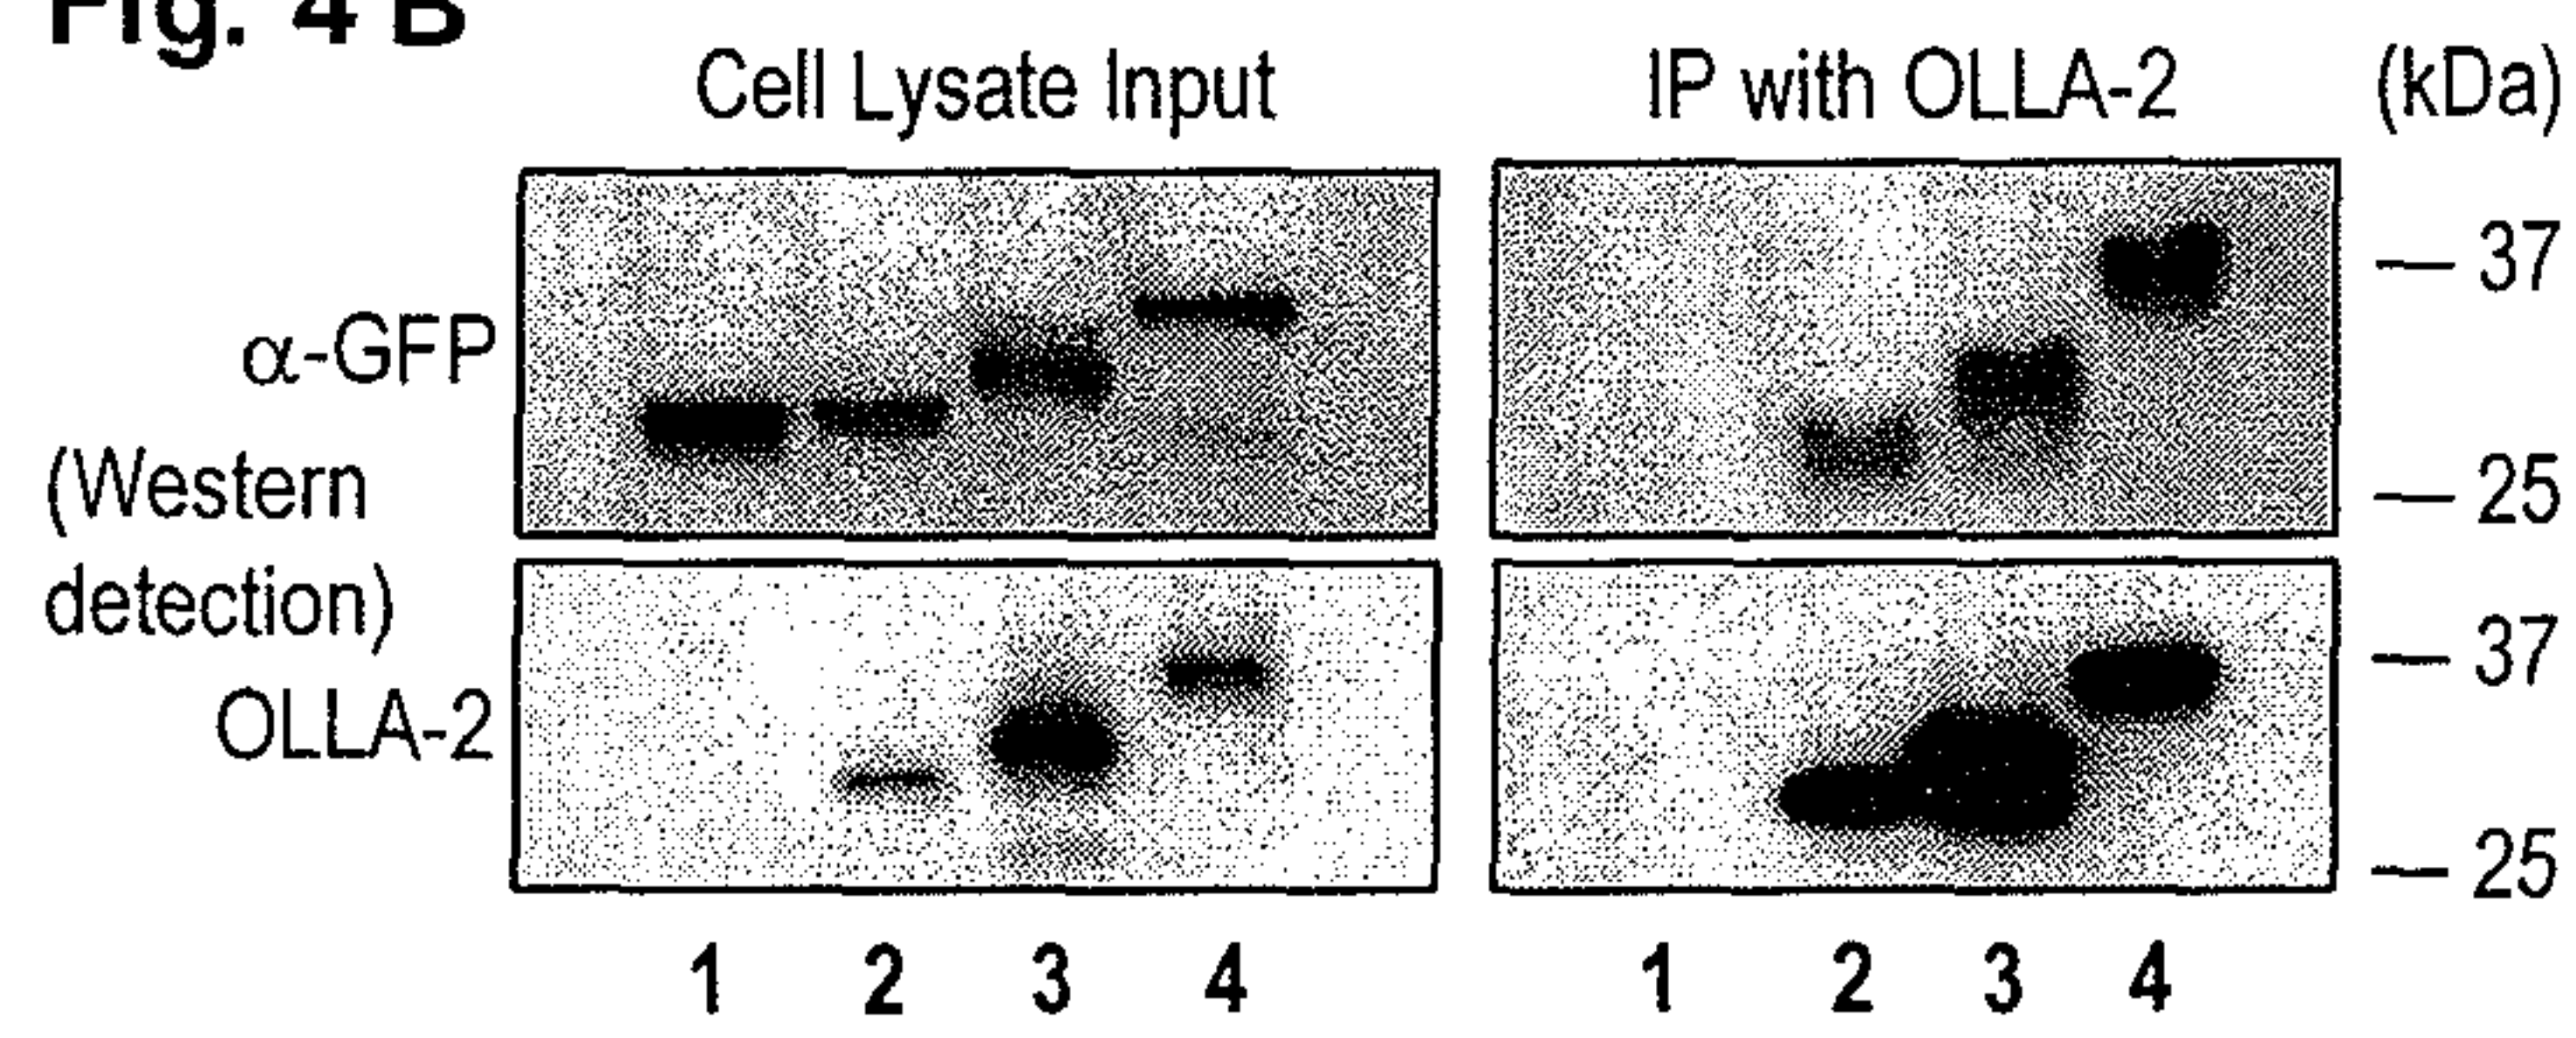 Fig. 4 B
Cell Lysate Input IP with OLLA-2 (kDa)
α-GFP
(Western
detection)
OLLA-2
— 37
— 25
— 37
— 25
1 2 3 4 1 2 3 4